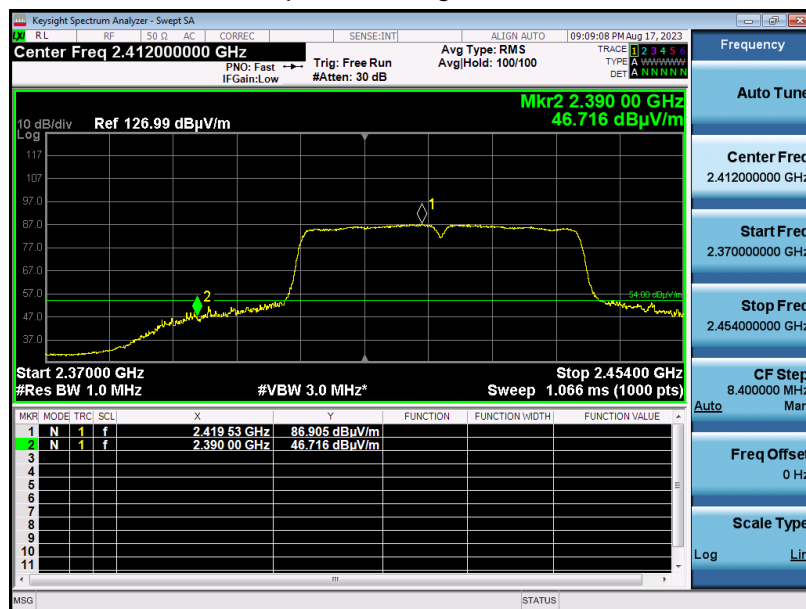 Keysight Spectrum Analyzer - Swept SA
LXI RL RF 50 Ω AC CORREC SENSE:INT ALIGN AUTO 09:09:08 PM Aug 17, 2023
Center Freq 2.412000000 GHz
PNO: Fast
IFGain:Low
Trig: Free Run
#Atten: 30 dB
Avg Type: RMS
Avg|Hold: 100/100
TRACE 1 2 3 4 5 6
TYPE A WWWWW
DET A N N N N N
Mkr2 2.390 00 GHz
46.716 dBµV/m
10 dB/div Ref 126.99 dBµV/m
Log
117
107
97.0
87.0
77.0
67.0
57.0
47.0
37.0
1
2
54.00 dBµV/m
Start 2.37000 GHz Stop 2.45400 GHz
#Res BW 1.0 MHz #VBW 3.0 MHz* Sweep 1.066 ms (1000 pts)
MKR MODE TRC SCL X Y FUNCTION FUNCTION WIDTH FUNCTION VALUE
1 N 1 f 2.419 53 GHz 86.905 dBµV/m
2 N 1 f 2.390 00 GHz 46.716 dBµV/m
3
4
5
6
7
8
9
10
11
MSG STATUS
Frequency
Auto Tune
Center Freq
2.412000000 GHz
Start Freq
2.370000000 GHz
Stop Freq
2.454000000 GHz
CF Step
8.400000 MHz
Auto Man
Freq Offset
0 Hz
Scale Type
Log Lin